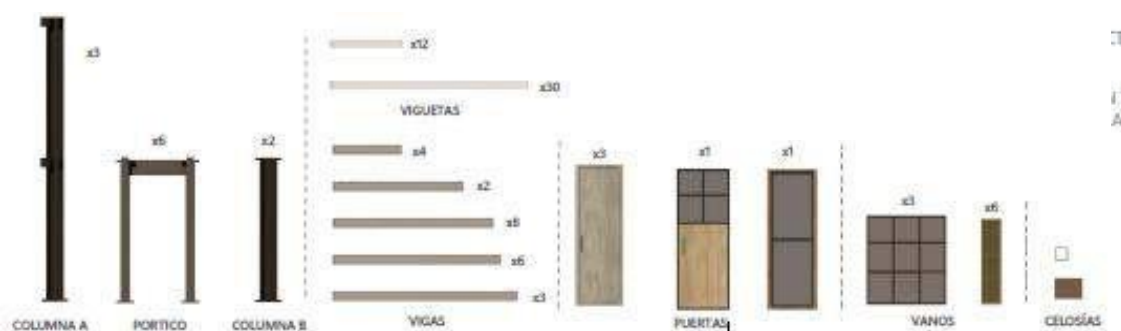 x3
COLUMNA A
x6
PORTICO
x2
COLUMNA B
x12
x30
VIGUETAS
x4
x2
x8
x6
x3
VIGAS
x3
x1
x1
PUERTAS
x3
x6
VANOS
CELOSÍAS